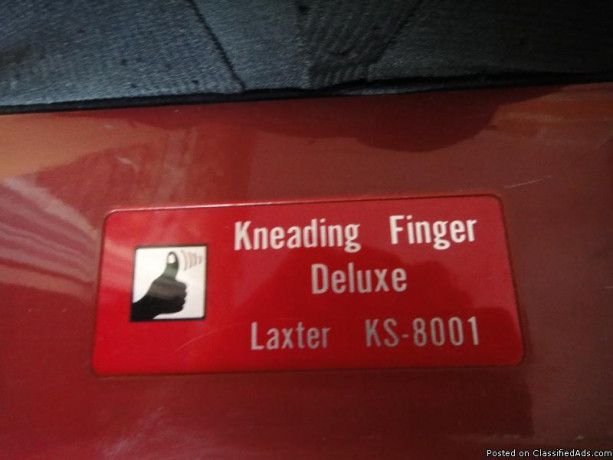 Kneading Finger
Deluxe
Laxter KS-8001
Posted on ClassifiedAds.com